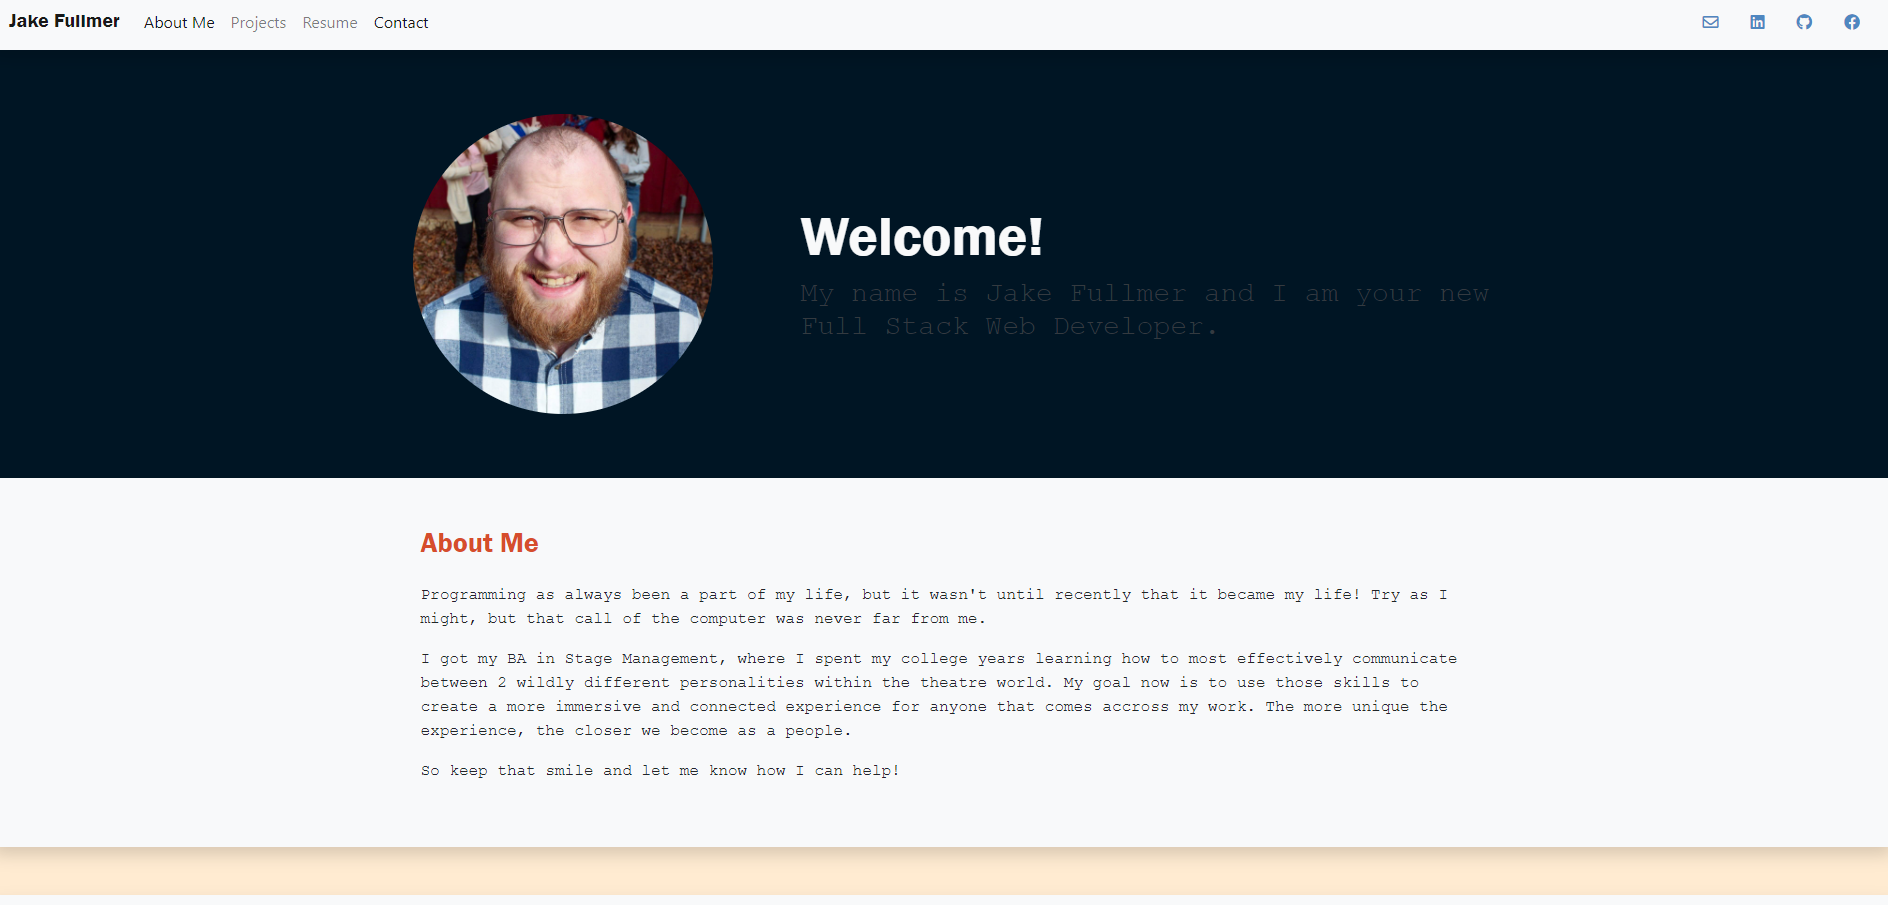 Jake Fullmer About Me Projects Resume Contact
Welcome!
My name is Jake Fullmer and I am your new
Full Stack Web Developer.
About Me
Programming as always been a part of my life, but it wasn't until recently that it became my life! Try as I
might, but that call of the computer was never far from me.
I got my BA in Stage Management, where I spent my college years learning how to most effectively communicate
between 2 wildly different personalities within the theatre world. My goal now is to use those skills to
create a more immersive and connected experience for anyone that comes accross my work. The more unique the
experience, the closer we become as a people.
So keep that smile and let me know how I can help!